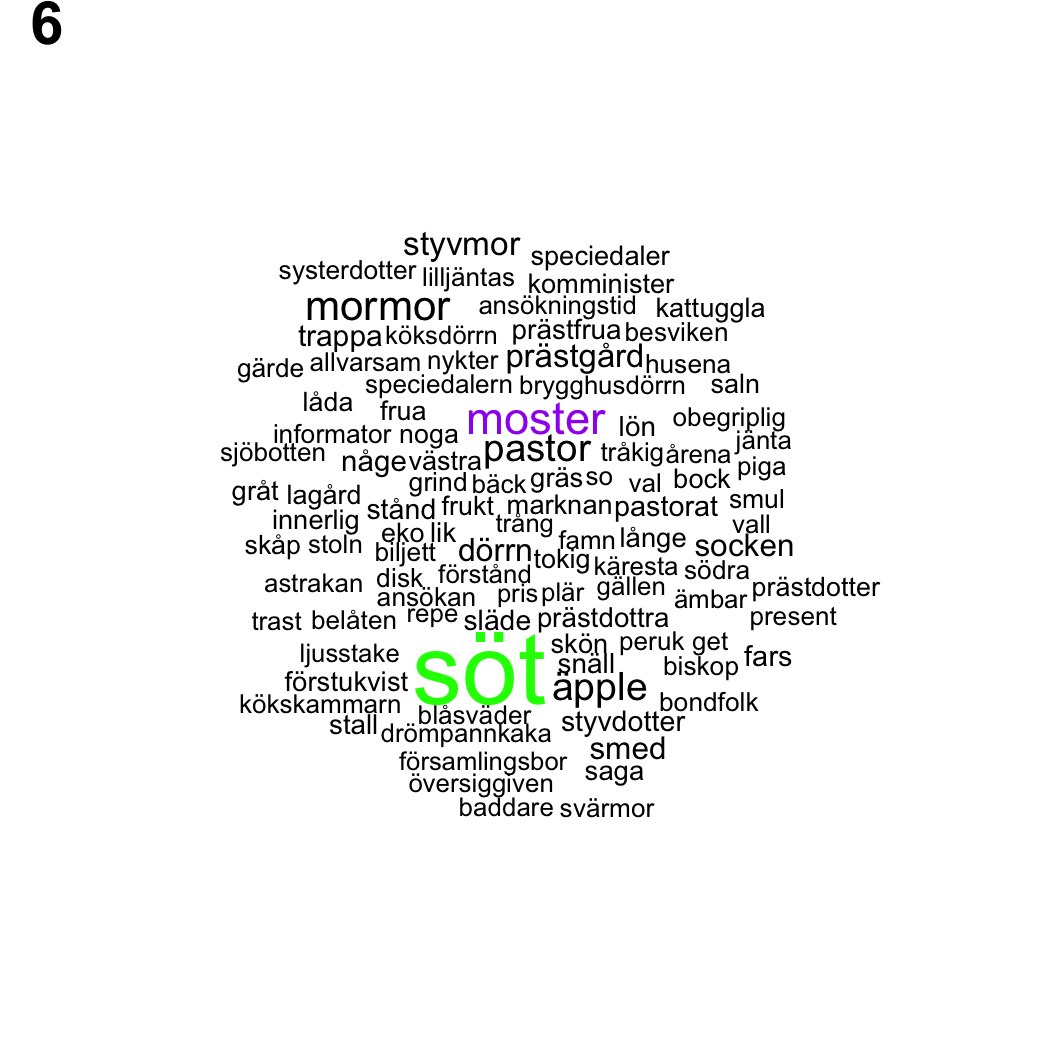 6
styvmor speciedaler
systerdotter lilljäntas komminister
mormor ansökningstid kattuggla
trappa köksdörrn prästfrua besviken
gärde allvarsam nykter prästgård husena
speciedalern brygghusdörrn saln
låda frua moster lön obegriplig
informator noga jänta
sjöbotten någe västra pastor tråkig årena piga
grind bäck gräs so val bock
gråt lagård stånd frukt marknan pastorat smul
innerlig trång vall
skåp stoln eko lik famn långe socken
biljett dörrn tokig käresta södra
astrakan disk förstånd gällen prästdotter
ansökan pris plär ämbar
trast belåten repe släde prästdottra present
ljusstake söt skön peruk get fars
snäll biskop
förstukvist äpple
kökskammarn bondfolk
stall blåsväder styvdotter
drömpannkaka smed
församlingsbor saga
översiggiven
baddare svärmor